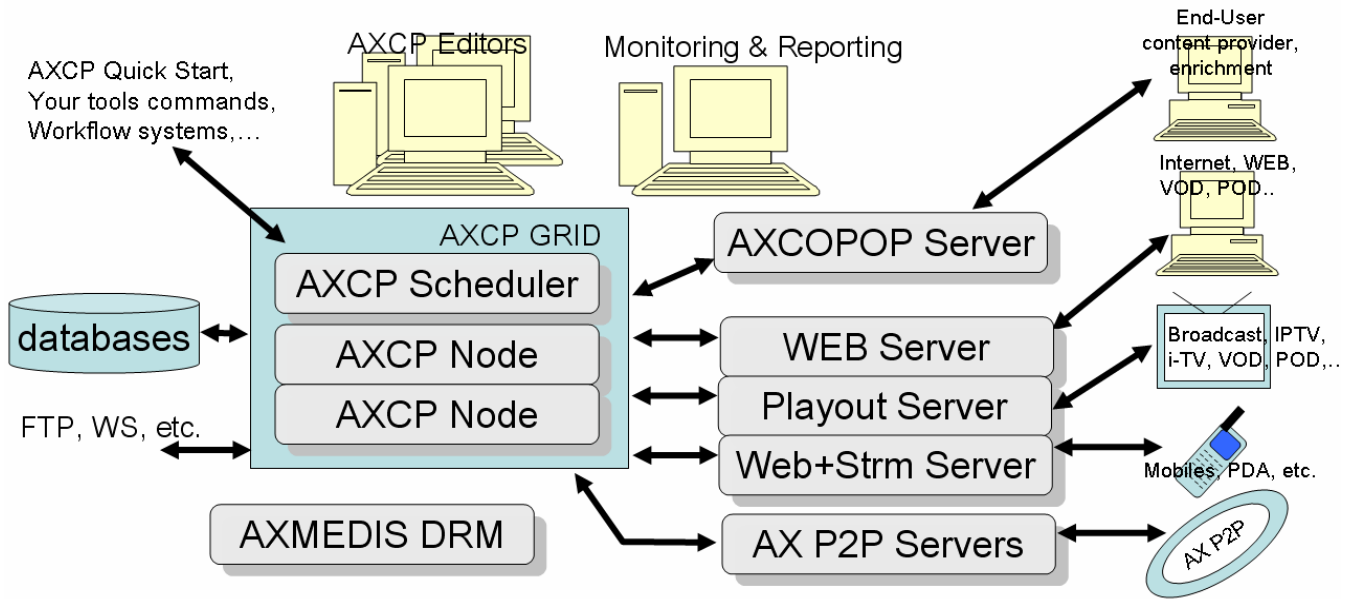 AXCP Quick Start,
Your tools commands,
Workflow systems,…
AXCP Editors
Monitoring & Reporting
End-User
content provider,
enrichment
Internet, WEB,
VOD, POD..
AXCP GRID
AXCP Scheduler
AXCP Node
AXCP Node
databases
FTP, WS, etc.
AXMEDIS DRM
AXCOPOP Server
WEB Server
Playout Server
Web+Strm Server
AX P2P Servers
Broadcast, IPTV,
i-TV, VOD, POD,..
Mobiles, PDA, etc.
AX P2P